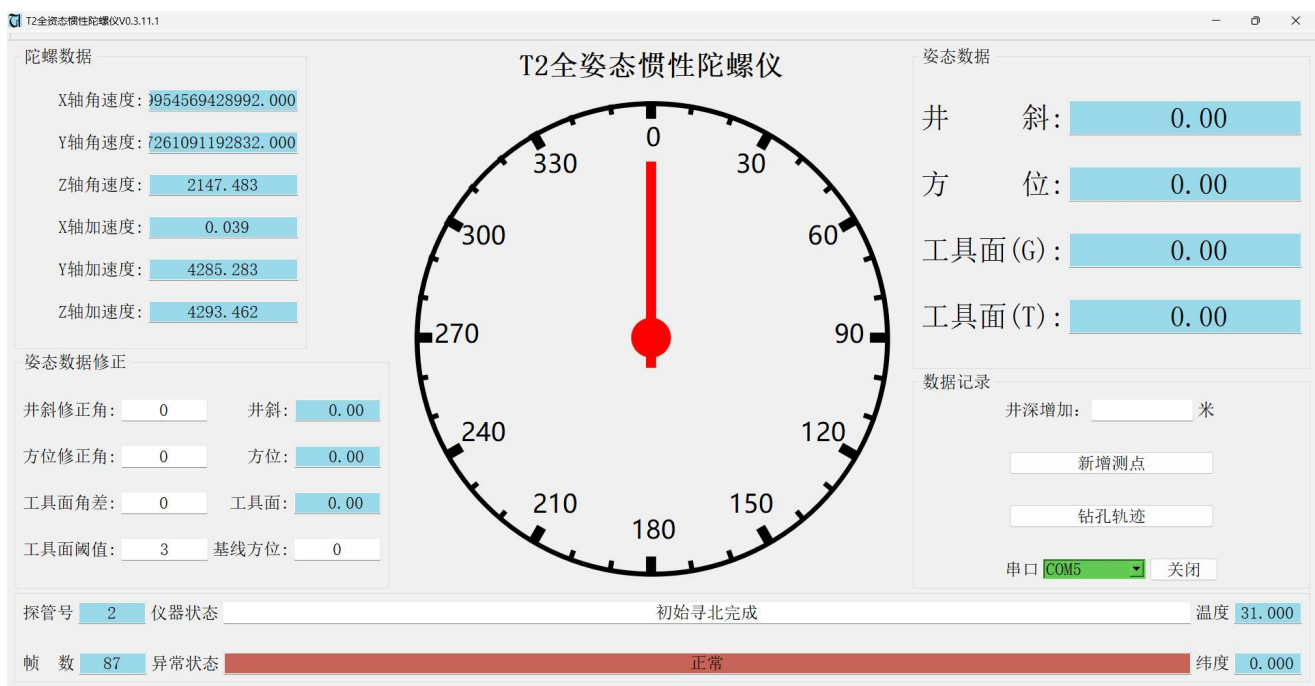 T2全资态惯性陀螺仪V0.3.11.1
T2全姿态惯性陀螺仪
陀螺数据
X轴角速度: 9954569428992.000
Y轴角速度: 7261091192832.000
Z轴角速度: 2147.483
X轴加速度: 0.039
Y轴加速度: 4285.283
Z轴加速度: 4293.462
姿态数据修正
井斜修正角: 0 井斜: 0.00
方位修正角: 0 方位: 0.00
工具面角差: 0 工具面: 0.00
工具面阈值: 3 基线方位: 0
0
30
60
90
120
150
180
210
240
270
300
330
姿态数据
井 斜: 0.00
方 位: 0.00
工具面(G): 0.00
工具面(T): 0.00
数据记录
井深增加: 米
新增测点
钻孔轨迹
串口 COM5 关闭
探管号 2 仪器状态 初始寻北完成 温度 31.000
帧 数 87 异常状态 正常 纬度 0.000